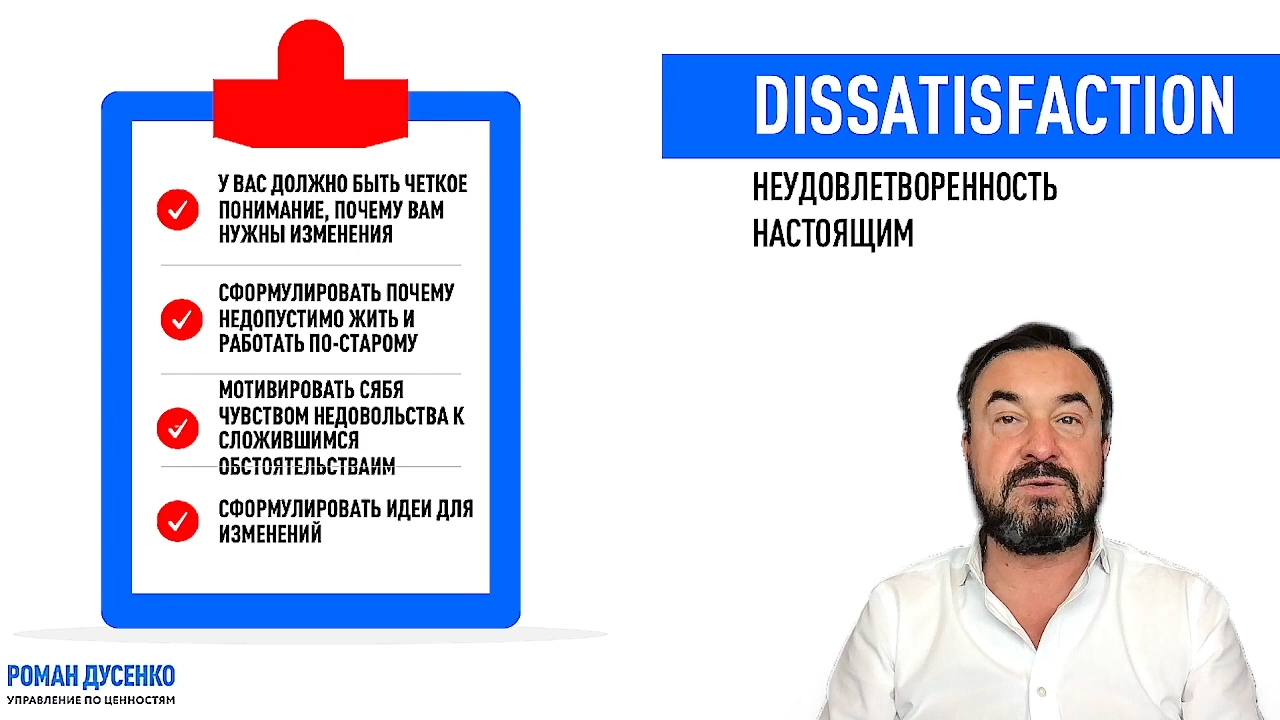 У ВАС ДОЛЖНО БЫТЬ ЧЕТКОЕ
ПОНИМАНИЕ, ПОЧЕМУ ВАМ
НУЖНЫ ИЗМЕНЕНИЯ
СФОРМУЛИРОВАТЬ ПОЧЕМУ
НЕДОПУСТИМО ЖИТЬ И
РАБОТАТЬ ПО-СТАРОМУ
МОТИВИРОВАТЬ СЯБЯ
ЧУВСТВОМ НЕДОВОЛЬСТВА К
СЛОЖИВШИМСЯ
ОБСТОЯТЕЛЬСТВАИМ
СФОРМУЛИРОВАТЬ ИДЕИ ДЛЯ
ИЗМЕНЕНИЙ
DISSATISFACTION
НЕУДОВЛЕТВОРЕННОСТЬ
НАСТОЯЩИМ
РОМАН ДУСЕНКО
УПРАВЛЕНИЕ ПО ЦЕННОСТЯМ